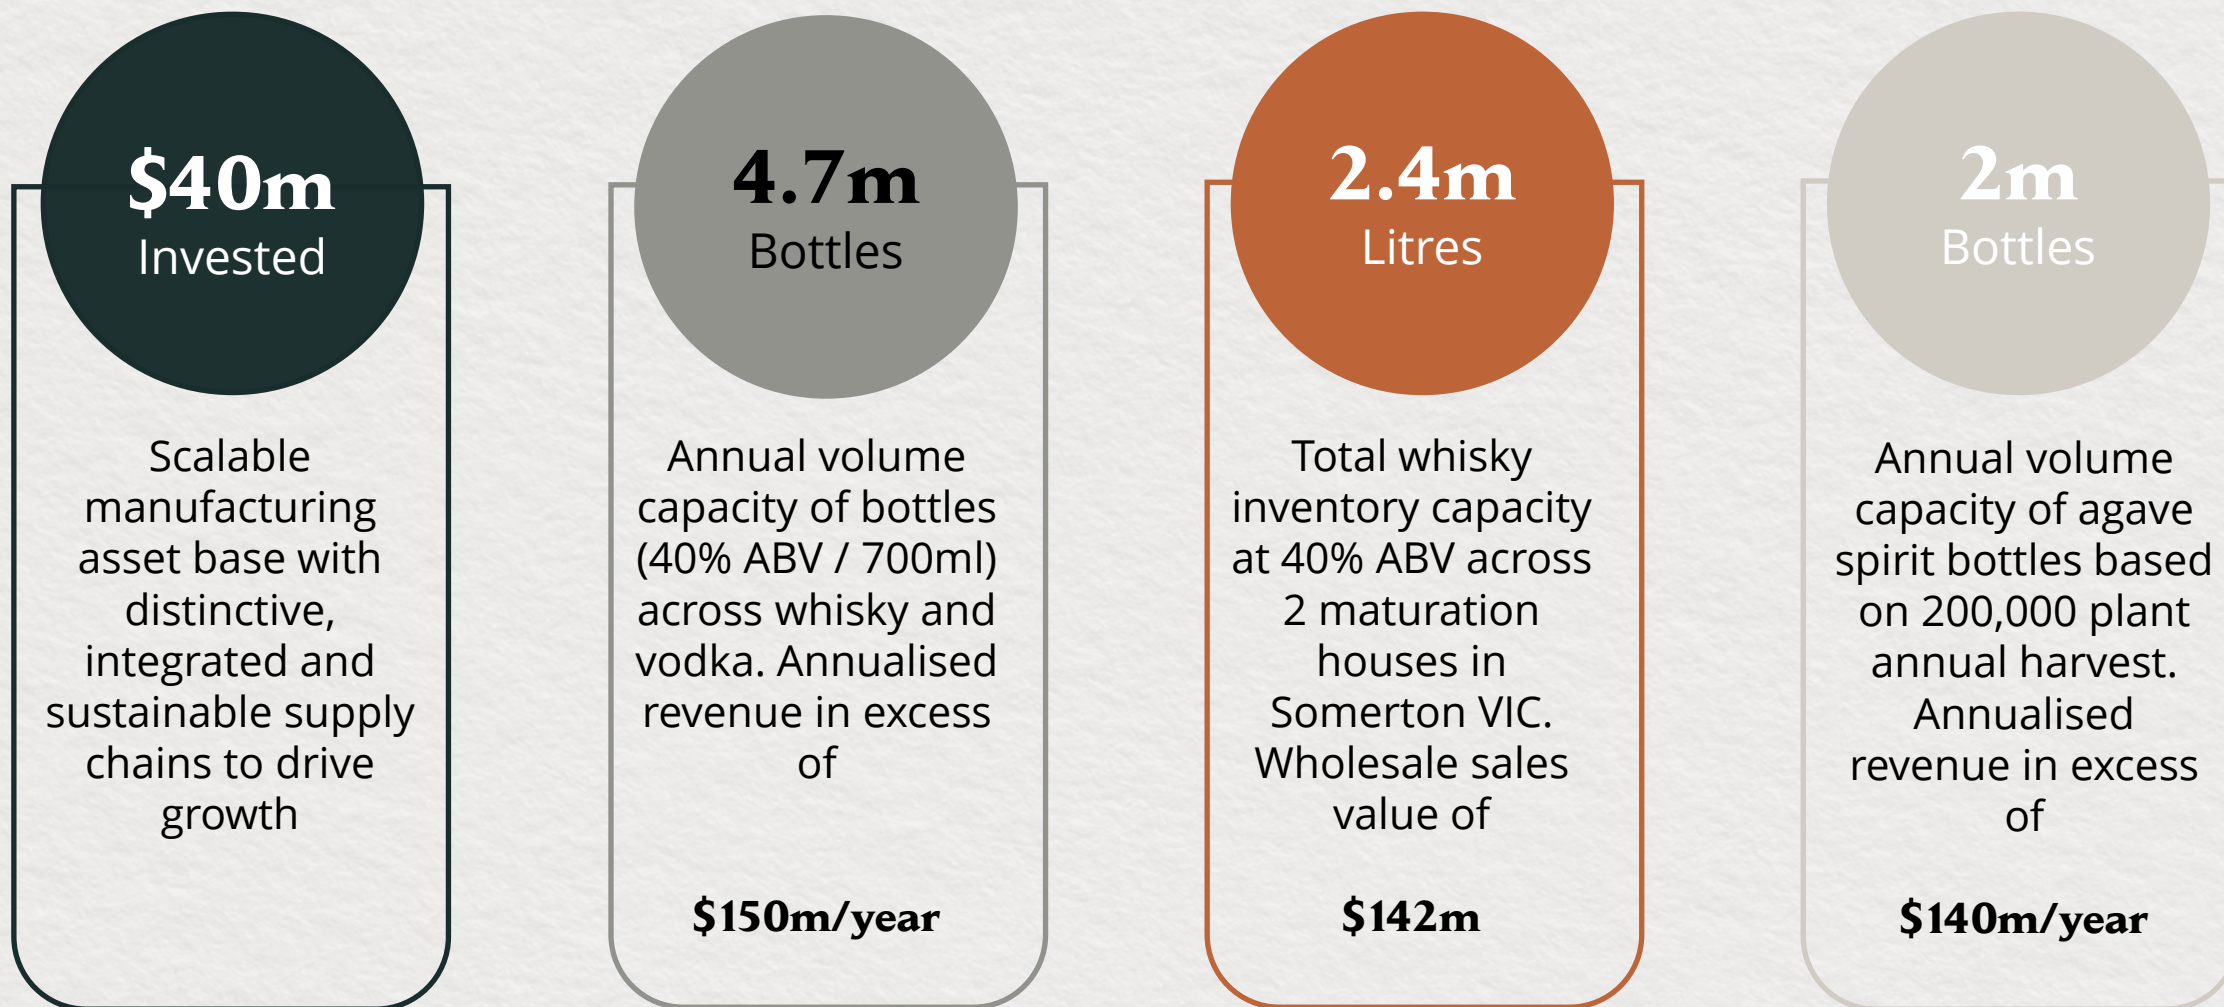 $40m
Invested
Scalable
manufacturing
asset base with
distinctive,
integrated and
sustainable supply
chains to drive
growth
4.7m
Bottles
Annual volume
capacity of bottles
(40% ABV / 700ml)
across whisky and
vodka. Annualised
revenue in excess
of
$150m/year
2.4m
Litres
Total whisky
inventory capacity
at 40% ABV across
2 maturation
houses in
Somerton VIC.
Wholesale sales
value of
$142m
2m
Bottles
Annual volume
capacity of agave
spirit bottles based
on 200,000 plant
annual harvest.
Annualised
revenue in excess
of
$140m/year